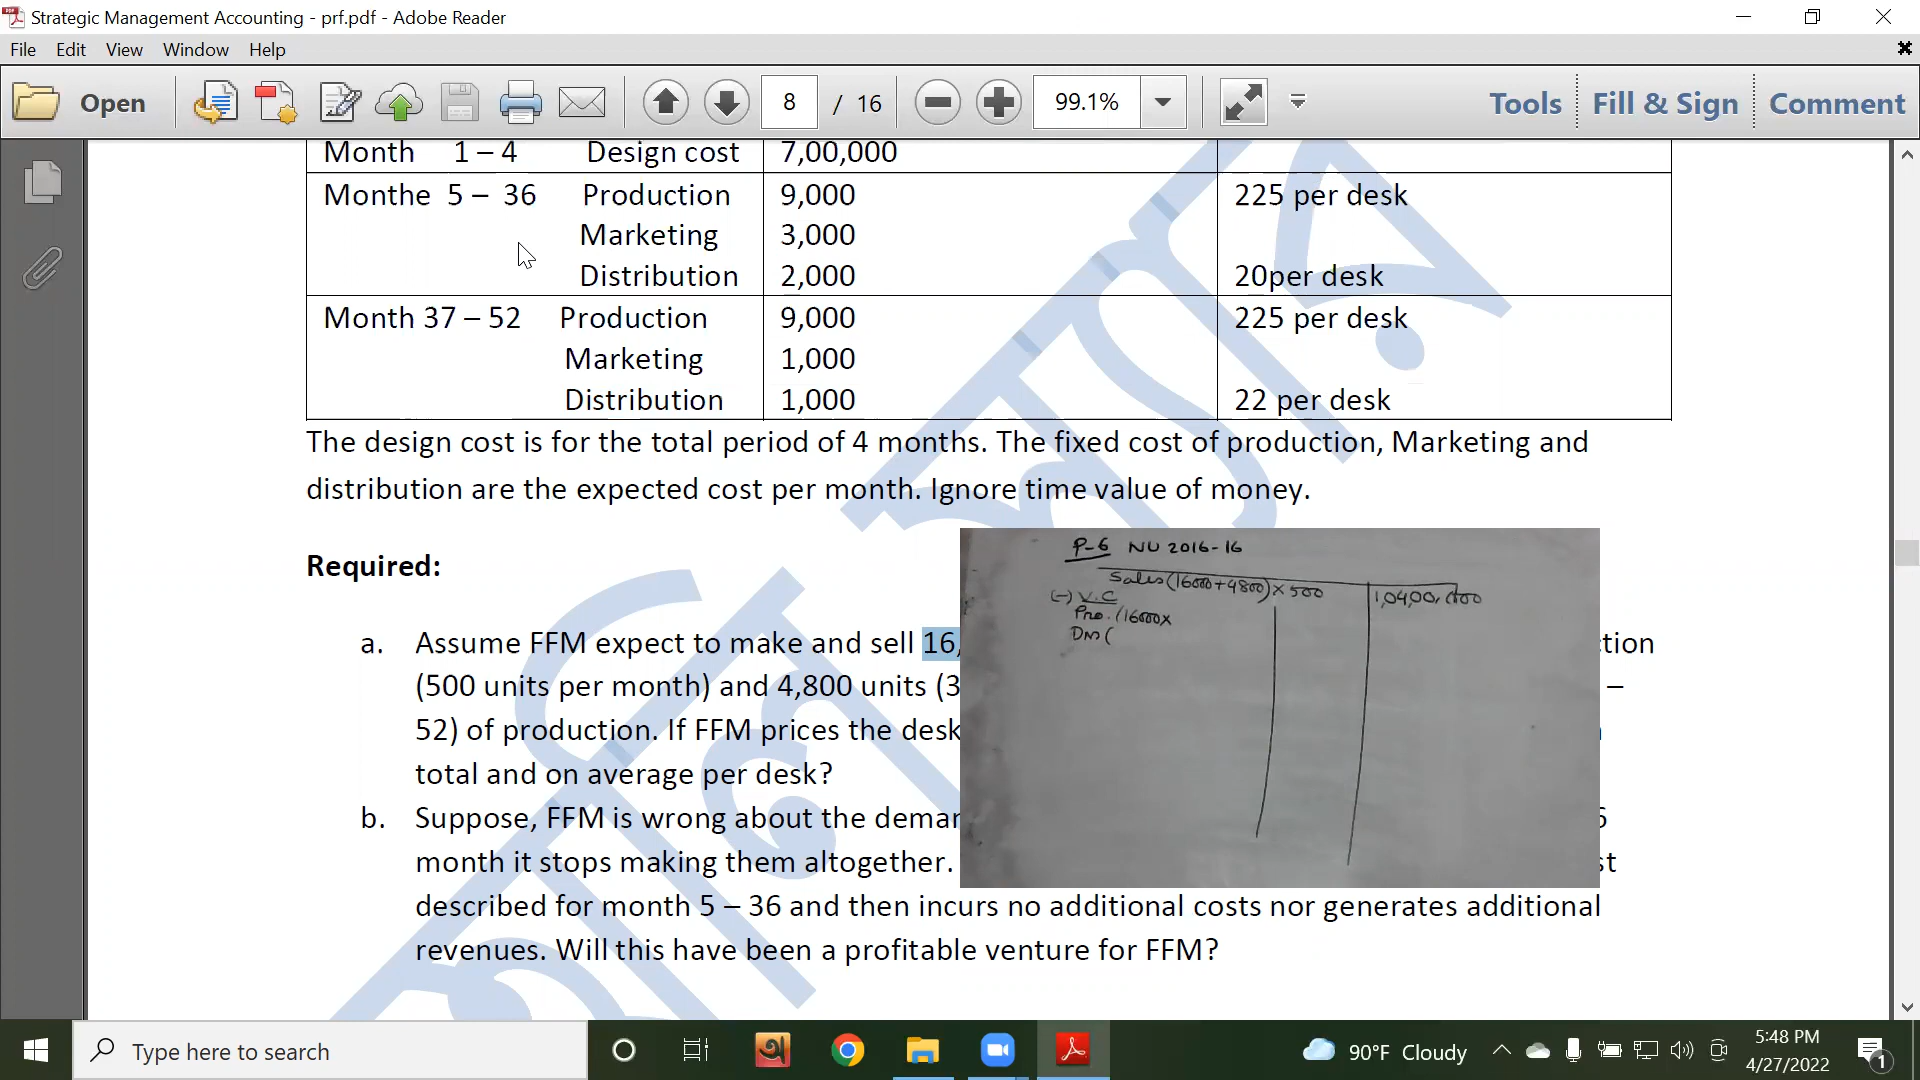 Strategic Management Accounting - prf.pdf - Adobe Reader
File Edit View Window Help
Open 8 / 16 99.1% Tools Fill & Sign Comment
Month 1 – 4 Design cost 7,00,000
Monthe 5 – 36 Production 9,000 225 per desk
Marketing 3,000
Distribution 2,000 20per desk
Month 37 – 52 Production 9,000 225 per desk
Marketing 1,000
Distribution 1,000 22 per desk
The design cost is for the total period of 4 months. The fixed cost of production, Marketing and
distribution are the expected cost per month. Ignore time value of money.
Required:
P-6 NU 2016-16
Sales (16000+4800) × 500 1,04,00,000
(-) V.C
Pro. (16000×
DM (
a. Assume FFM expect to make and sell 16, tion
(500 units per month) and 4,800 units (3 –
52) of production. If FFM prices the desk
total and on average per desk?
b. Suppose, FFM is wrong about the deman 6
month it stops making them altogether. st
described for month 5 – 36 and then incurs no additional costs nor generates additional
revenues. Will this have been a profitable venture for FFM?
Type here to search
90°F Cloudy
5:48 PM
4/27/2022
1